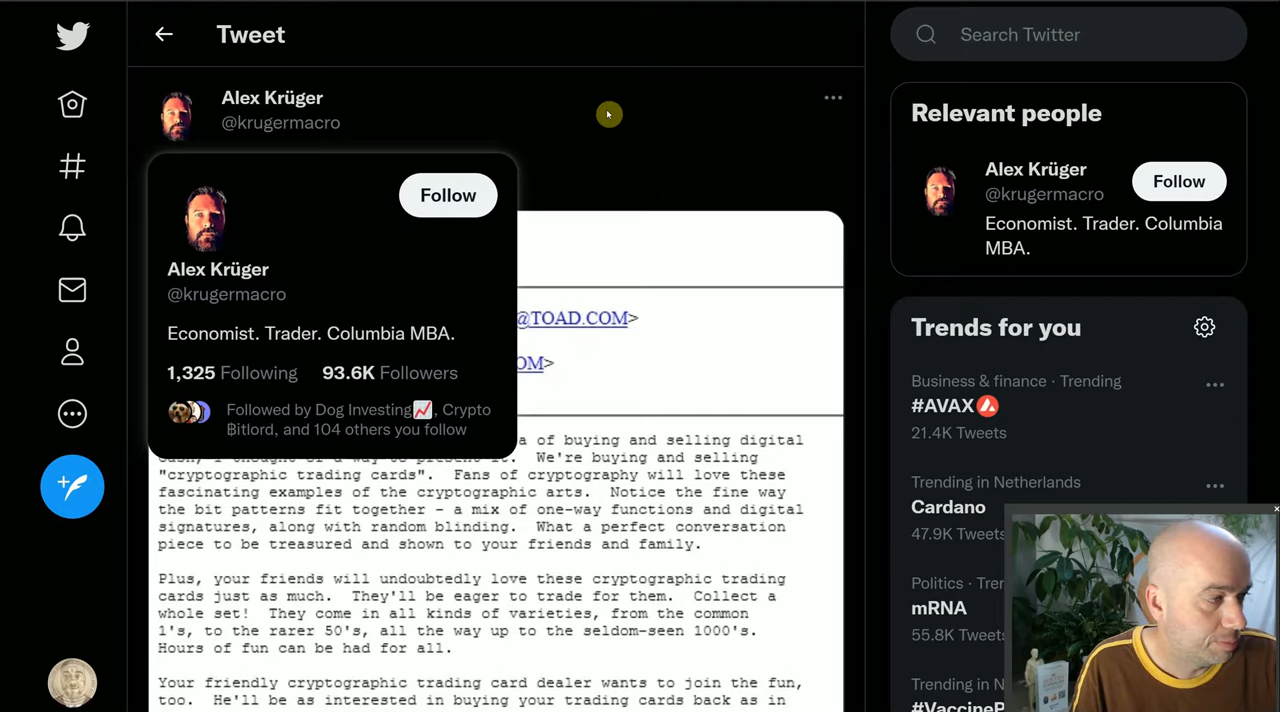 Tweet
Alex Krüger
@krugermacro
Follow
Alex Krüger
@krugermacro
Economist. Trader. Columbia MBA.
1,325 Following 93.6K Followers
Followed by Dog Investing📈, Crypto
₿itlord, and 104 others you follow
@TOAD.COM>
OM>
a of buying and selling digital
cash, I thought of a way to present it. We're buying and selling
"cryptographic trading cards". Fans of cryptography will love these
fascinating examples of the cryptographic arts. Notice the fine way
the bit patterns fit together - a mix of one-way functions and digital
signatures, along with random blinding. What a perfect conversation
piece to be treasured and shown to your friends and family.
Plus, your friends will undoubtedly love these cryptographic trading
cards just as much. They'll be eager to trade for them. Collect a
whole set! They come in all kinds of varieties, from the common
1's, to the rarer 50's, all the way up to the seldom-seen 1000's.
Hours of fun can be had for all.
Your friendly cryptographic trading card dealer wants to join the fun,
too. He'll be as interested in buying your trading cards back as in
Search Twitter
Relevant people
Alex Krüger
@krugermacro
Follow
Economist. Trader. Columbia
MBA.
Trends for you
Business & finance · Trending
#AVAX
21.4K Tweets
Trending in Netherlands
Cardano
47.9K Tweets
Politics · Tren
mRNA
55.8K Tweets
Trending in N
#VaccineP